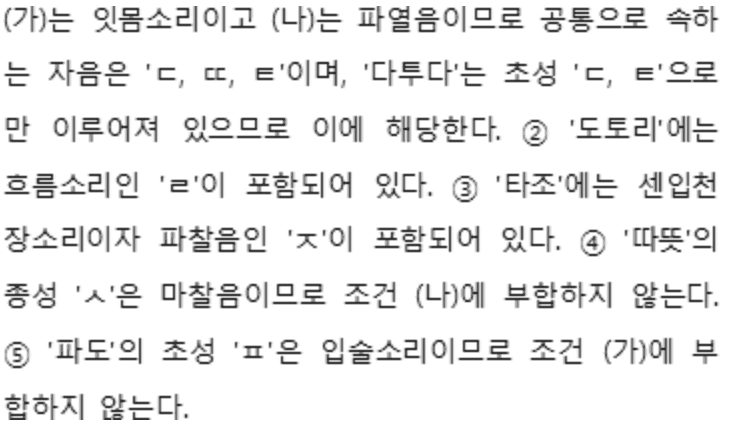 (가)는 잇몸소리이고 (나)는 파열음이므로 공통으로 속하
는 자음은 'ㄷ, ㄸ, ㅌ'이며, '다투다'는 초성 'ㄷ, ㅌ'으로
만 이루어져 있으므로 이에 해당한다. ② '도토리'에는
흐름소리인 'ㄹ'이 포함되어 있다. ③ '타조'에는 센입천
장소리이자 파찰음인 'ㅈ'이 포함되어 있다. ④ '따뜻'의
종성 'ㅅ'은 마찰음이므로 조건 (나)에 부합하지 않는다.
⑤ '파도'의 초성 'ㅍ'은 입술소리이므로 조건 (가)에 부
합하지 않는다.